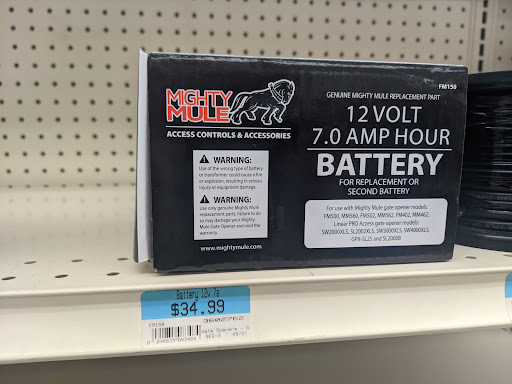 FM150
GENUINE MIGHTY MULE REPLACEMENT PART
MIGHTY
MULE
ACCESS CONTROLS & ACCESSORIES
12 VOLT
7.0 AMP HOUR
BATTERY
FOR REPLACEMENT OR
SECOND BATTERY
WARNING:
Use of the wrong type of battery
or transformer could cause a fire
or explosion, resulting in serious
injury or equipment damage.
WARNING:
Use only genuine Mighty Mule
replacement parts. Failure to do
so may damage your Mighty
Mule Gate Opener and void the
warranty.
www.mightymule.com
For use with Mighty Mule gate opener models:
FM500, MM560, FM502, MM562, FM402, MM462,
Linear PRO Access gate opener models:
SW2000XLS, SL2002XLS, SW3000XLS, SW4000XLS,
GPX-SL25 and SL2000B
Battery 12v 7a
$34.99
3602762
FM150
Gate Openers